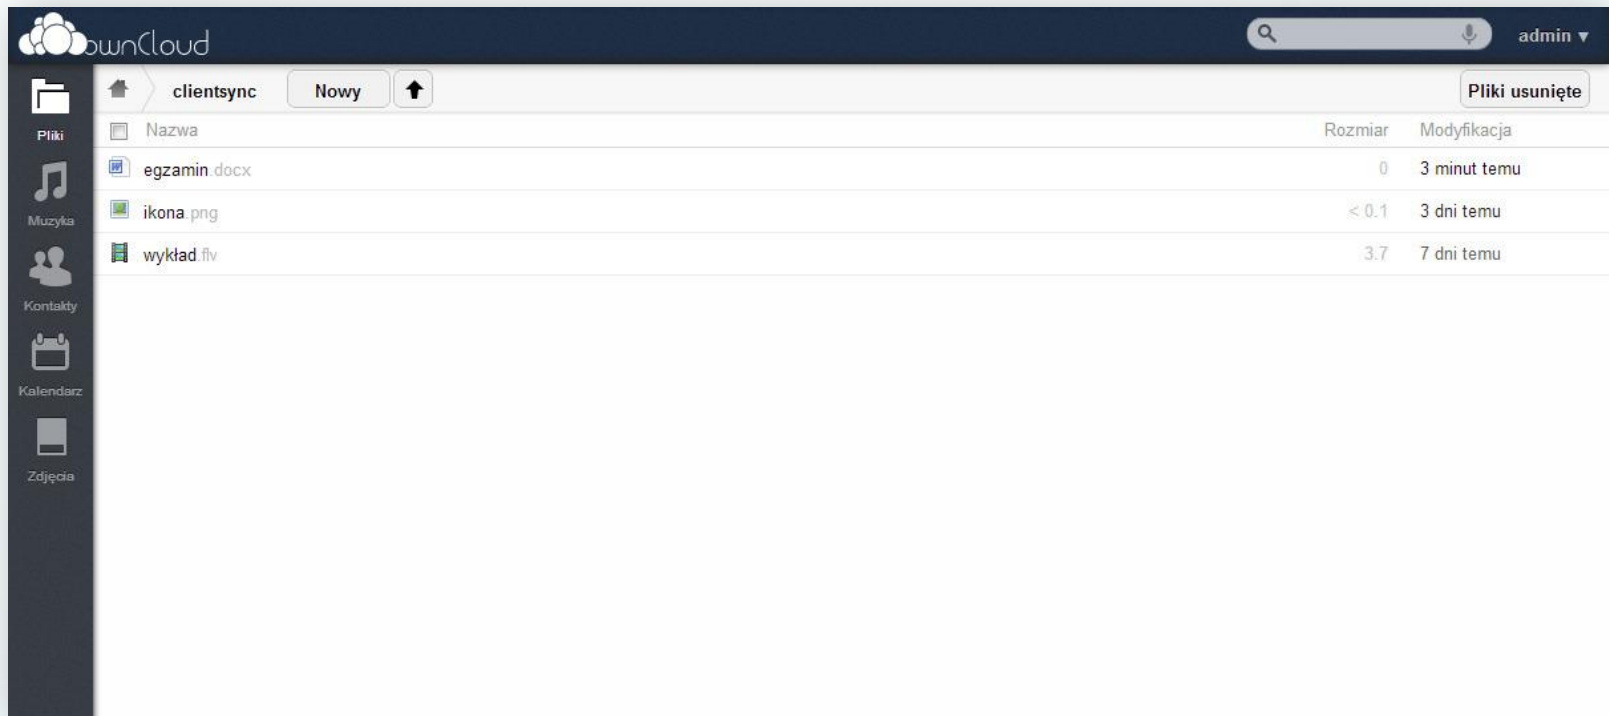 ownCloud
admin ▾
clientsync Nowy Pliki usunięte
Pliki
Nazwa Rozmiar Modyfikacja
egzamin.docx 0 3 minut temu
ikona.png < 0.1 3 dni temu
Muzyka
wykład.flv 3.7 7 dni temu
Kontakty
Kalendarz
Zdjęcia